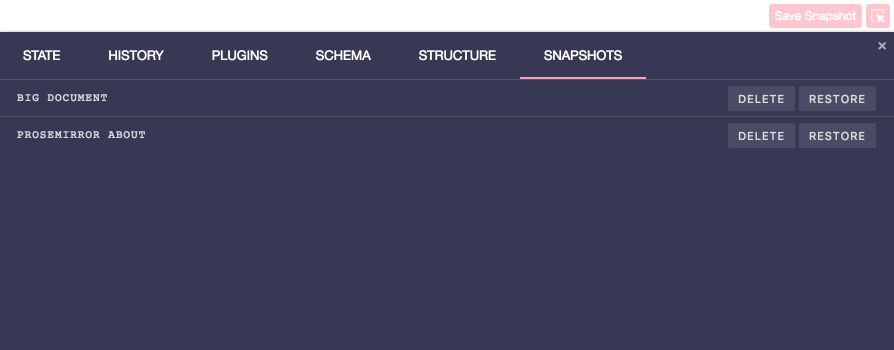 Save Snapshot
STATE HISTORY PLUGINS SCHEMA STRUCTURE SNAPSHOTS ×
BIG DOCUMENT DELETE RESTORE
PROSEMIRROR ABOUT DELETE RESTORE